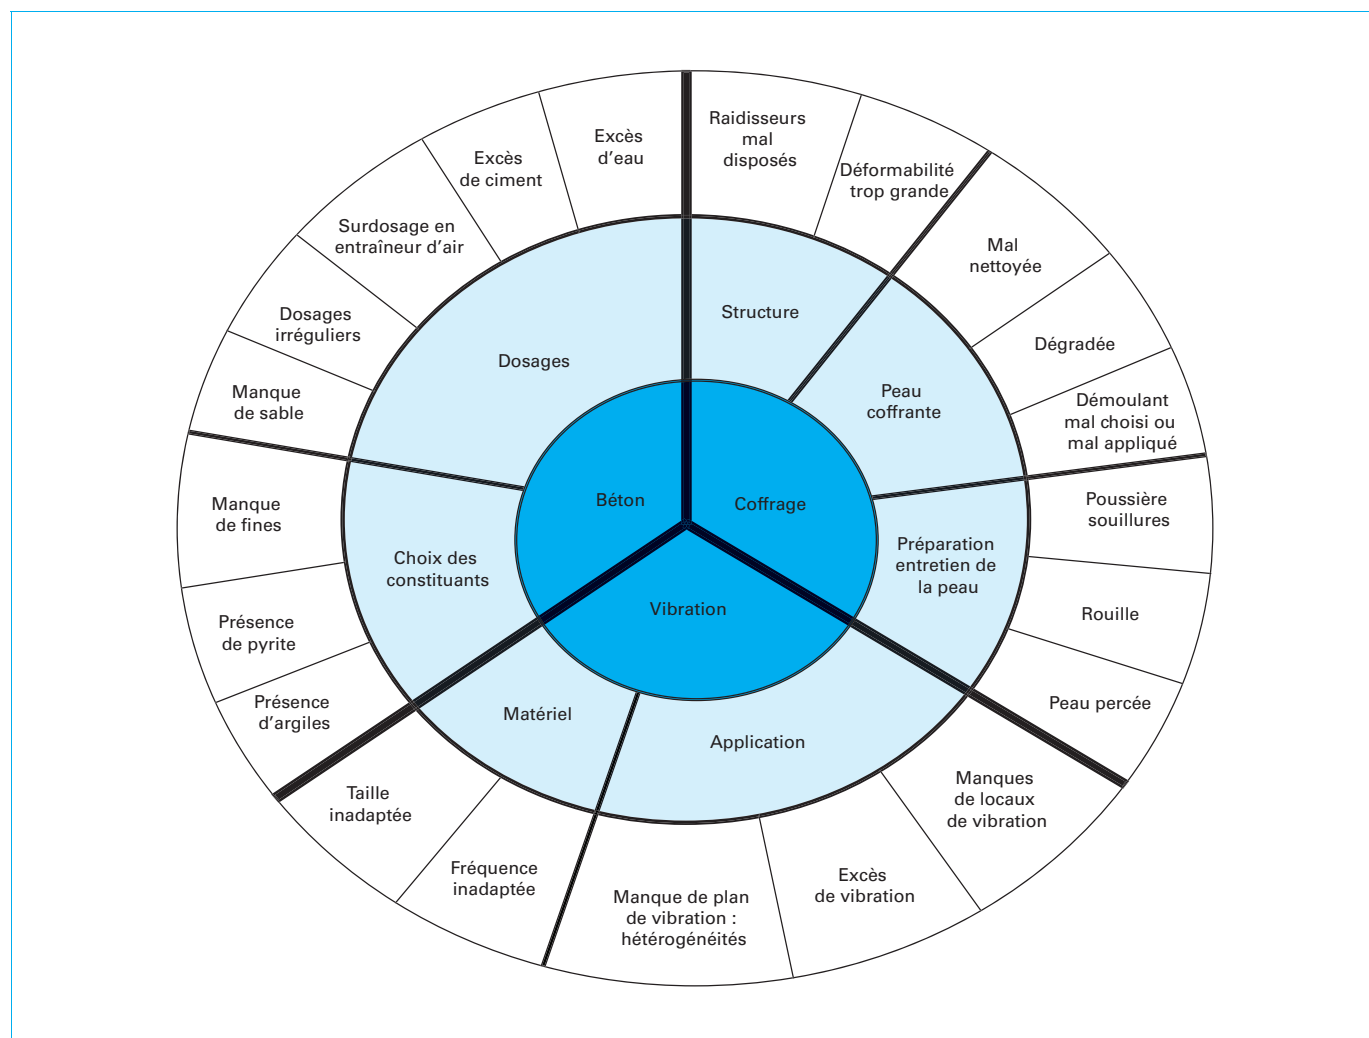 Raidisseurs
mal
disposés
Déformabilité
trop grande
Mal
nettoyée
Dégradée
Démoulant
mal choisi ou
mal appliqué
Poussière
souillures
Rouille
Peau percée
Manques
de locaux
de vibration
Excès
de vibration
Manque de plan
de vibration :
hétérogénéités
Fréquence
inadaptée
Taille
inadaptée
Présence
d’argiles
Présence
de pyrite
Manque
de fines
Manque
de sable
Dosages
irréguliers
Surdosage en
entraîneur d’air
Excès
de ciment
Excès
d’eau
Structure
Peau
coffrante
Préparation
entretien de
la peau
Application
Matériel
Choix des
constituants
Dosages
Béton
Coffrage
Vibration